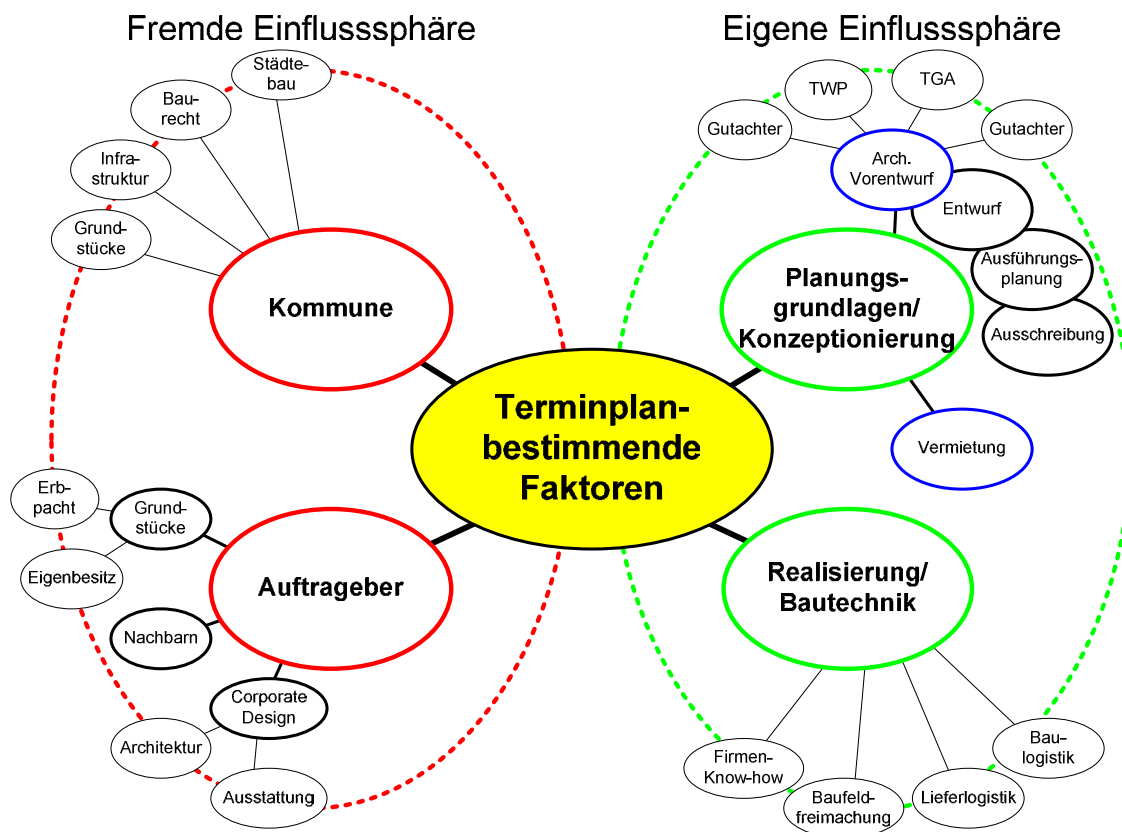 Fremde Einflusssphäre
Eigene Einflusssphäre
Städte-
bau
Bau-
recht
Infra-
struktur
Grund-
stücke
Kommune
TWP
TGA
Gutachter
Gutachter
Arch.
Vorentwurf
Entwurf
Ausführungs-
planung
Ausschreibung
Planungs-
grundlagen/
Konzeptionierung
Vermietung
Terminplan-
bestimmende
Faktoren
Erb-
pacht
Grund-
stücke
Eigenbesitz
Auftrageber
Nachbarn
Corporate
Design
Architektur
Ausstattung
Realisierung/
Bautechnik
Firmen-
Know-how
Baufeld-
freimachung
Lieferlogistik
Bau-
logistik